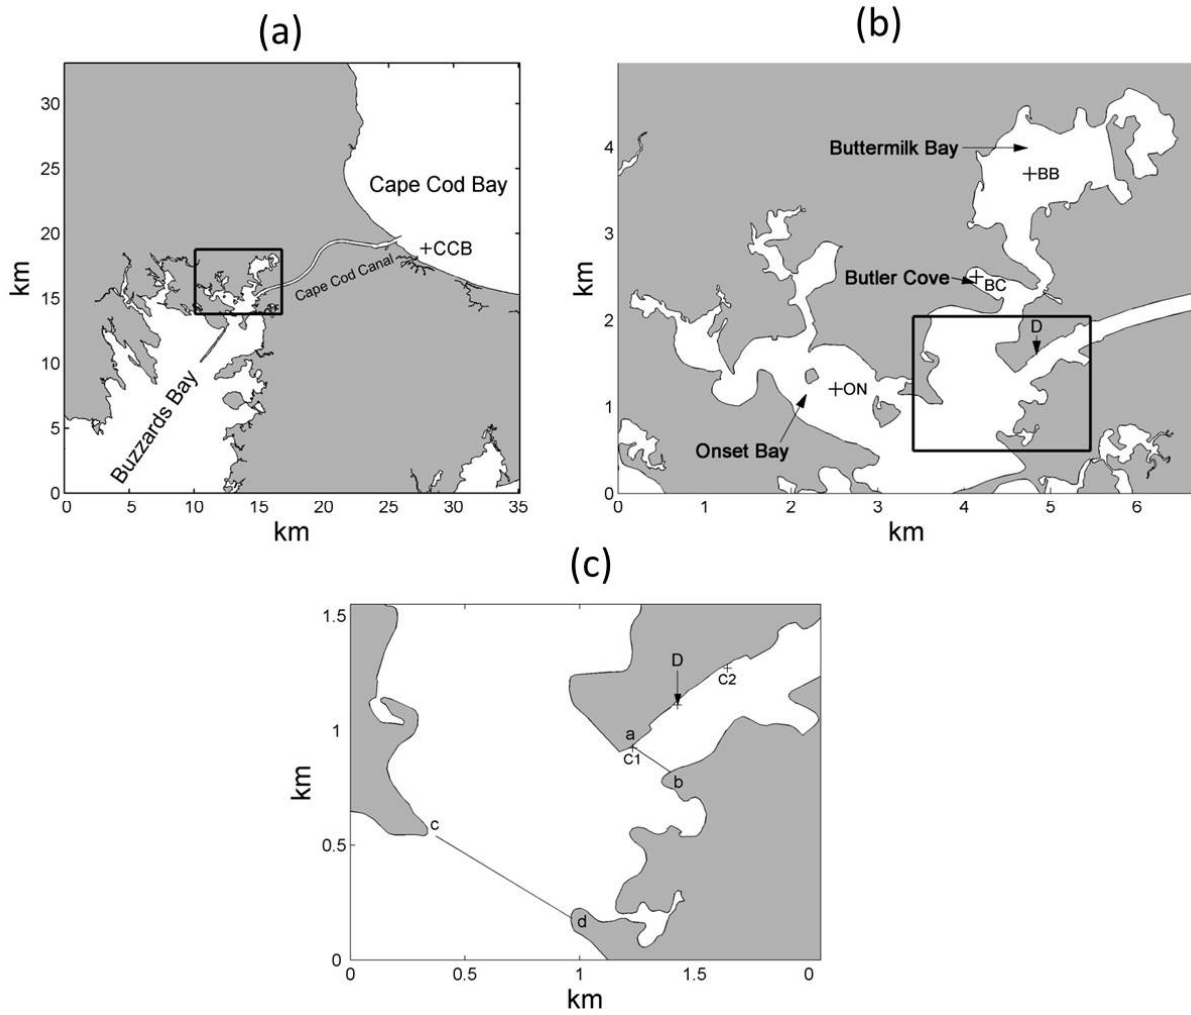 (a)
30
25
20
15
10
5
0
km
0 5 10 15 20 25 30 35
km
Cape Cod Bay
CCB
Cape Cod Canal
Buzzards Bay
(b)
4
3
2
1
0
km
0 1 2 3 4 5 6
km
Buttermilk Bay
BB
Butler Cove
BC
D
ON
Onset Bay
(c)
1.5
1
0.5
0
km
0 0.5 1 1.5 0
km
D
C2
a
C1
b
c
d